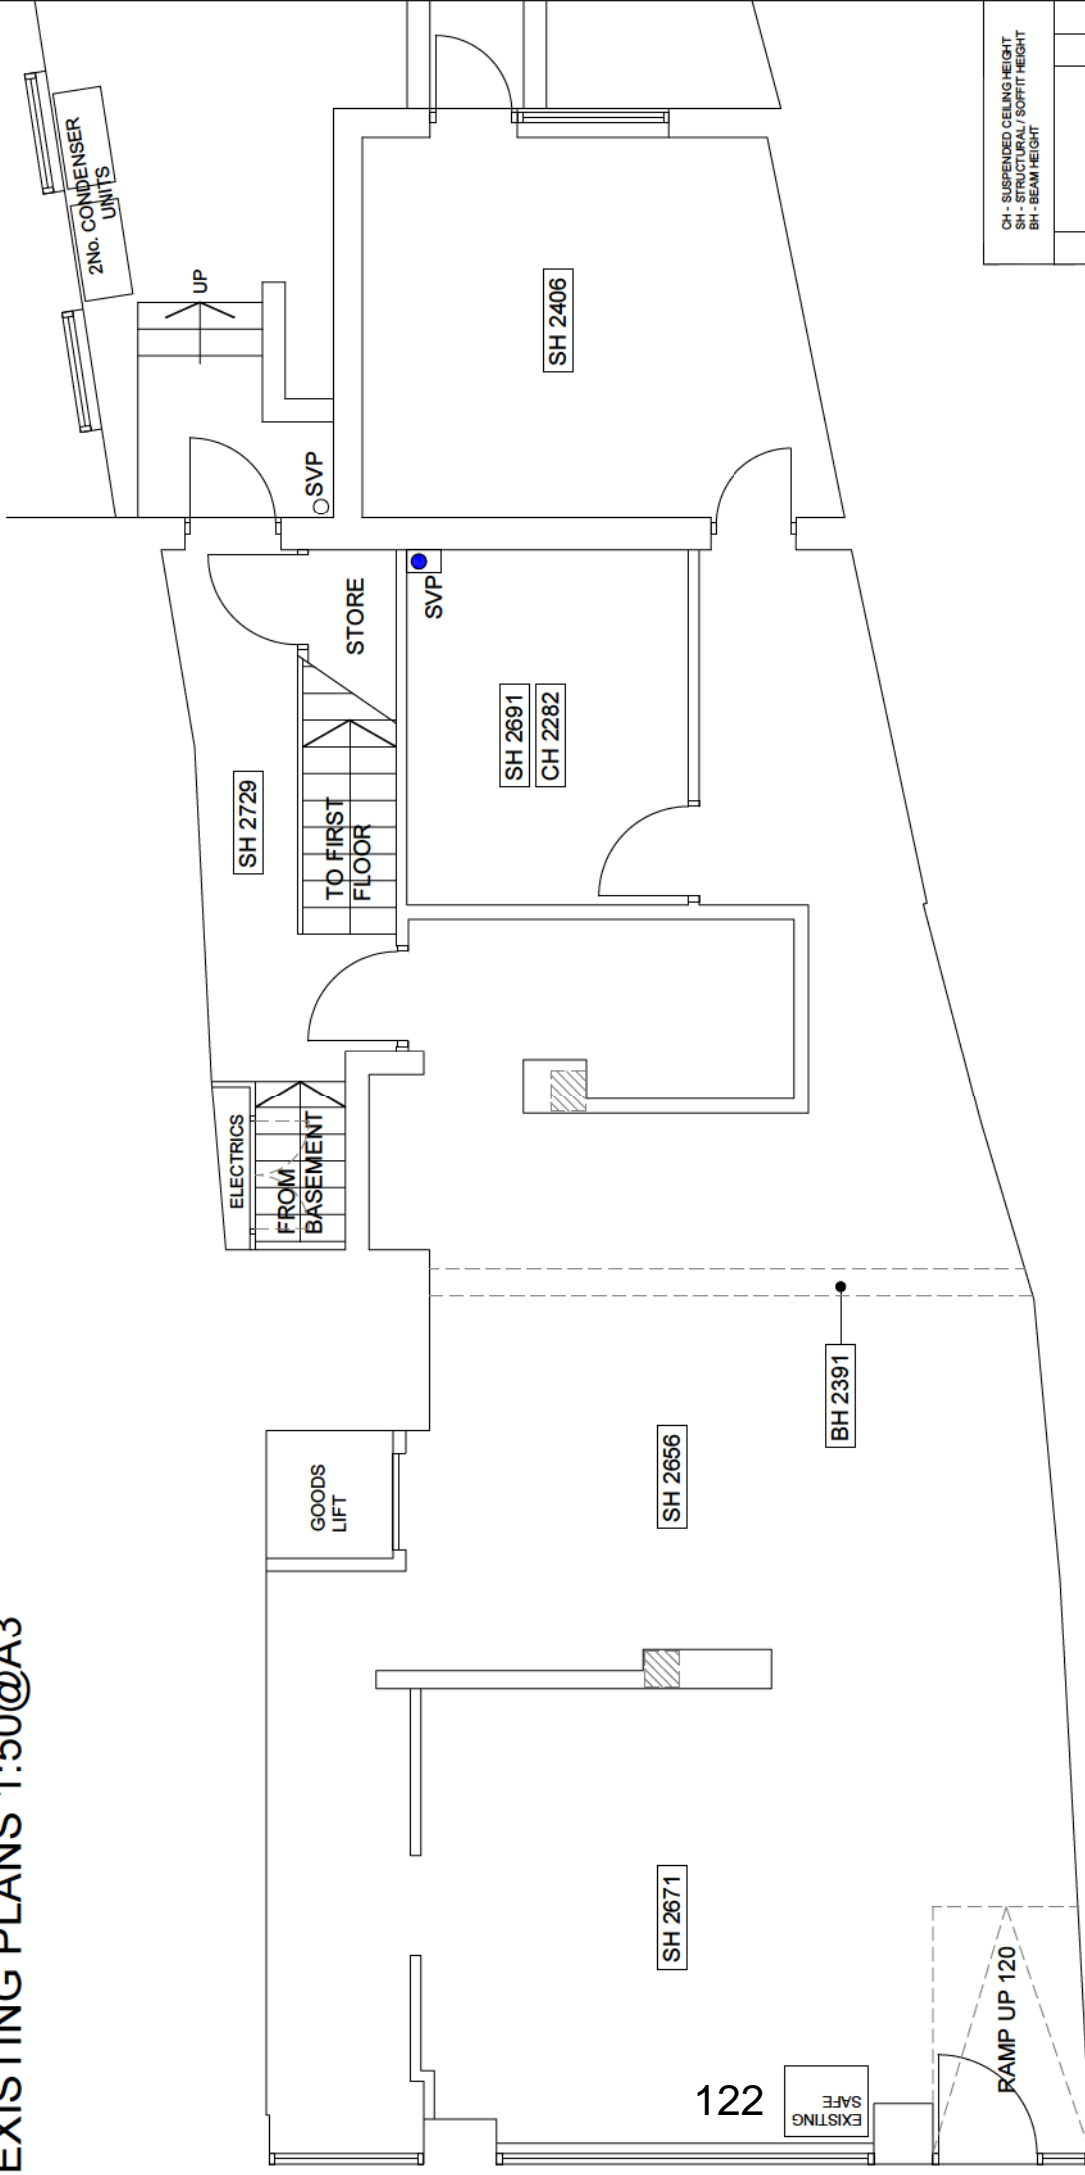 EXISTING PLANS 1:50@A3
2No. CONDENSER
UNITS
UP
SVP
SH 2406
CH - SUSPENDED CEILING HEIGHT
SH - STRUCTURAL / SOFFIT HEIGHT
BH - BEAM HEIGHT
STORE
SVP
SH 2691
CH 2282
SH 2729
TO FIRST
FLOOR
ELECTRICS
FROM
BASEMENT
BH 2391
GOODS
LIFT
SH 2656
SH 2671
RAMP UP 120
122
EXISTING
SAFE